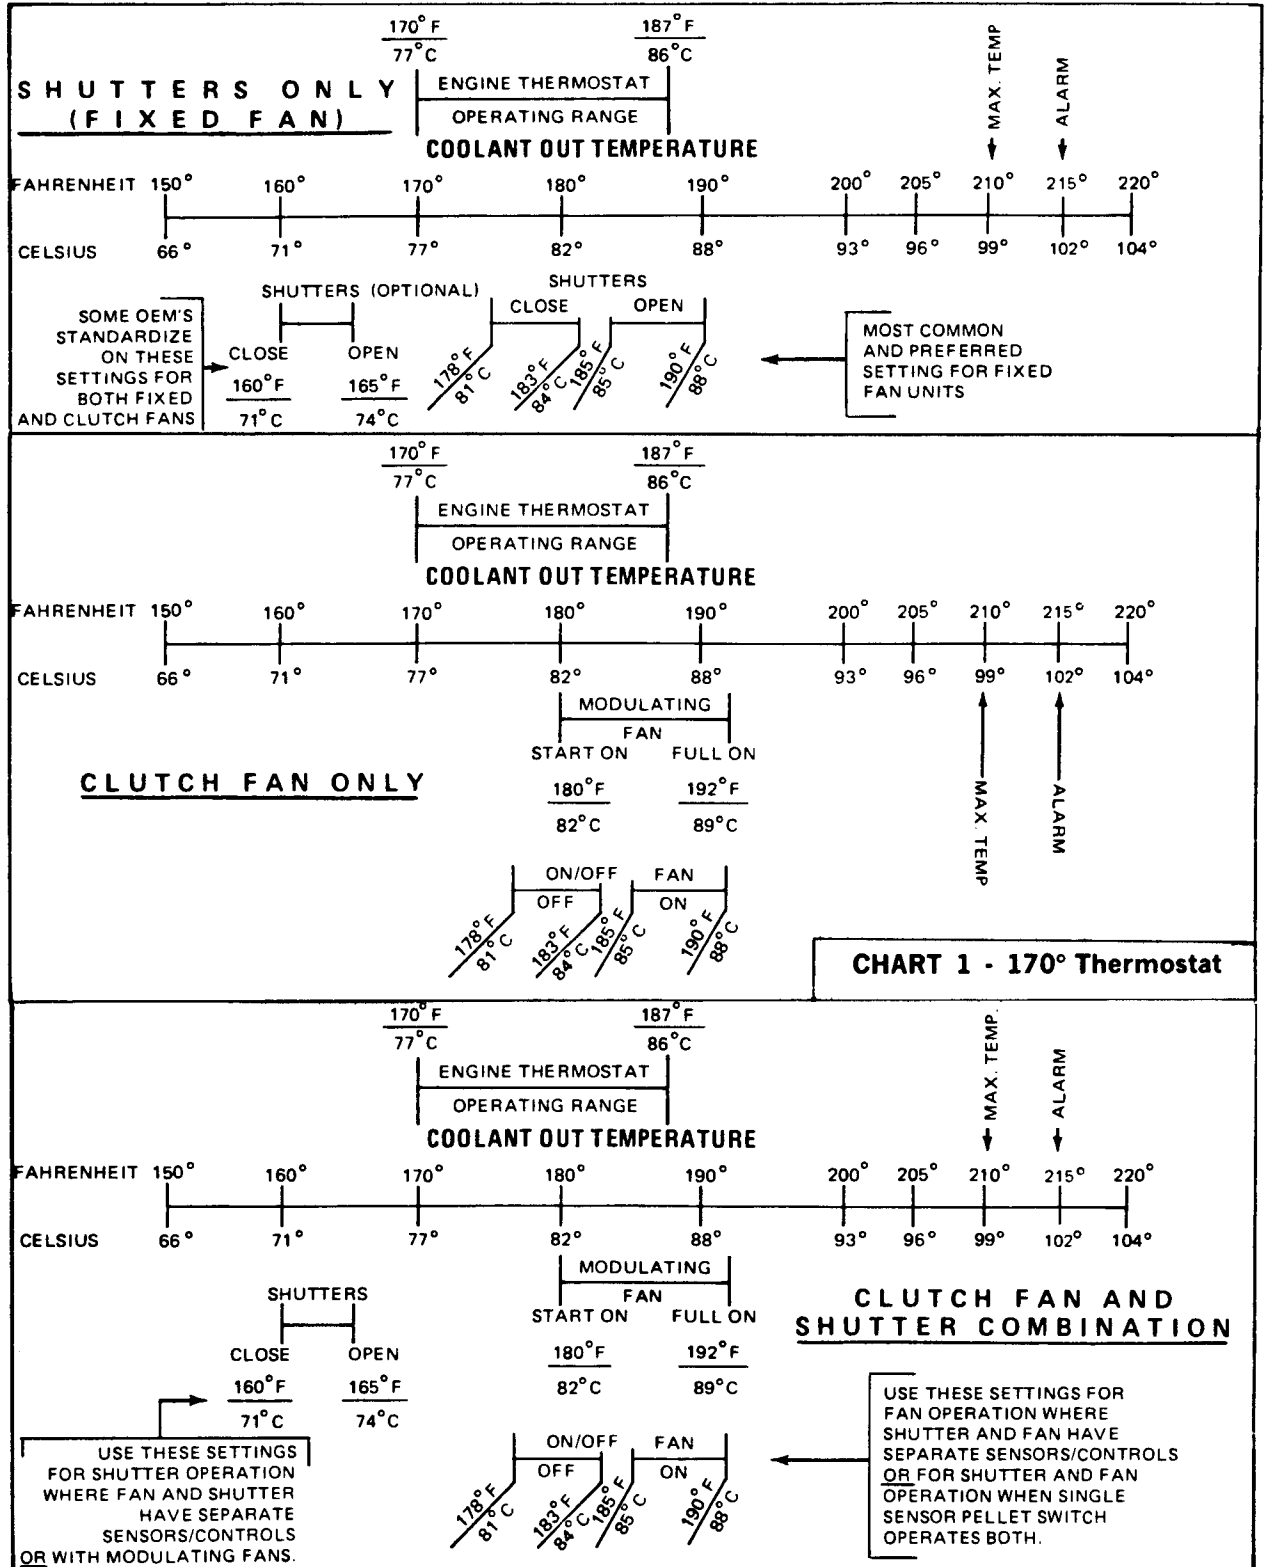 170°F
77°C
187°F
86°C
MAX. TEMP
ALARM
SHUTTERS ONLY
(FIXED FAN)
ENGINE THERMOSTAT
OPERATING RANGE
COOLANT OUT TEMPERATURE
FAHRENHEIT 150° 160° 170° 180° 190° 200° 205° 210° 215° 220°
CELSIUS 66° 71° 77° 82° 88° 93° 96° 99° 102° 104°
SOME OEM'S
STANDARDIZE
ON THESE
SETTINGS FOR
BOTH FIXED
AND CLUTCH FANS
SHUTTERS (OPTIONAL)
CLOSE OPEN
160°F 165°F
71°C 74°C
SHUTTERS
CLOSE OPEN
178°F
81°C
183°F
84°C
185°F
85°C
190°F
88°C
MOST COMMON
AND PREFERRED
SETTING FOR FIXED
FAN UNITS
170°F
77°C
187°F
86°C
ENGINE THERMOSTAT
OPERATING RANGE
COOLANT OUT TEMPERATURE
FAHRENHEIT 150° 160° 170° 180° 190° 200° 205° 210° 215° 220°
CELSIUS 66° 71° 77° 82° 88° 93° 96° 99° 102° 104°
MODULATING
FAN
START ON FULL ON
180°F 192°F
82°C 89°C
CLUTCH FAN ONLY
MAX. TEMP
ALARM
ON/OFF FAN
OFF ON
178°F
81°C
183°F
84°C
185°F
85°C
190°F
88°C
CHART 1 - 170° Thermostat
170°F
77°C
187°F
86°C
MAX. TEMP.
ALARM
ENGINE THERMOSTAT
OPERATING RANGE
COOLANT OUT TEMPERATURE
FAHRENHEIT 150° 160° 170° 180° 190° 200° 205° 210° 215° 220°
CELSIUS 66° 71° 77° 82° 88° 93° 96° 99° 102° 104°
SHUTTERS
CLOSE OPEN
160°F 165°F
71°C 74°C
USE THESE SETTINGS
FOR SHUTTER OPERATION
WHERE FAN AND SHUTTER
HAVE SEPARATE
SENSORS/CONTROLS
OR WITH MODULATING FANS.
MODULATING
FAN
START ON FULL ON
180°F 192°F
82°C 89°C
ON/OFF FAN
OFF ON
178°F
81°C
183°F
84°C
185°F
85°C
190°F
88°C
CLUTCH FAN AND
SHUTTER COMBINATION
USE THESE SETTINGS FOR
FAN OPERATION WHERE
SHUTTER AND FAN HAVE
SEPARATE SENSORS/CONTROLS
OR FOR SHUTTER AND FAN
OPERATION WHEN SINGLE
SENSOR PELLET SWITCH
OPERATES BOTH.